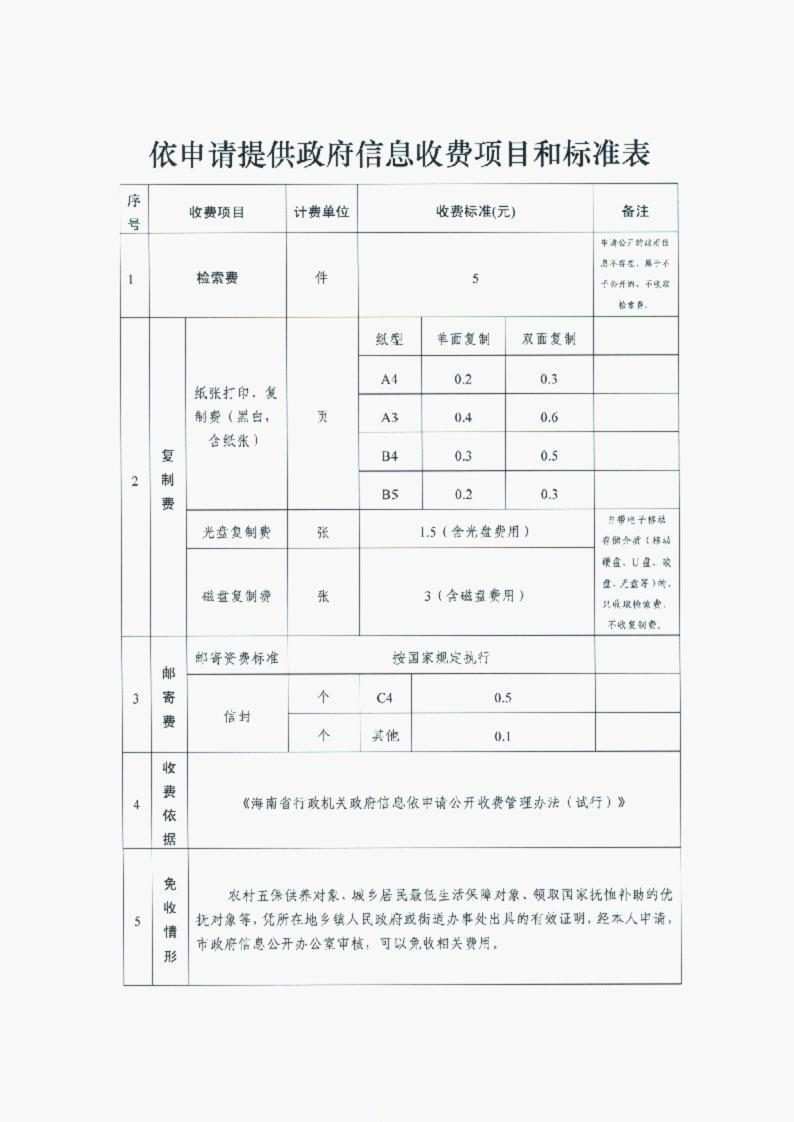 依申请提供政府信息收费项目和标准表
序号
收费项目
计费单位
收费标准(元)
备注
1
检索费
件
5
申请公开的政府信
息不存在、属于不
予公开的，不收取
检索费。
2
复制费
纸张打印、复
制费（黑白，
含纸张）
页
纸型
单面复制
双面复制
A4
0.2
0.3
A3
0.4
0.6
B4
0.3
0.5
B5
0.2
0.3
光盘复制费
张
1.5（含光盘费用）
磁盘复制费
张
3（含磁盘费用）
自带电子移动
存储介质（移动
硬盘、U盘、软
盘、光盘等）的，
只收取检索费，
不收复制费。
3
邮寄费
邮寄资费标准
按国家规定执行
信封
个
C4
0.5
个
其他
0.1
4
收费依据
《海南省行政机关政府信息依申请公开收费管理办法（试行）》
5
免收情形
农村五保供养对象、城乡居民最低生活保障对象、领取国家抚恤补助的优
抚对象等，凭所在地乡镇人民政府或街道办事处出具的有效证明，经本人申请，
市政府信息公开办公室审核，可以免收相关费用。